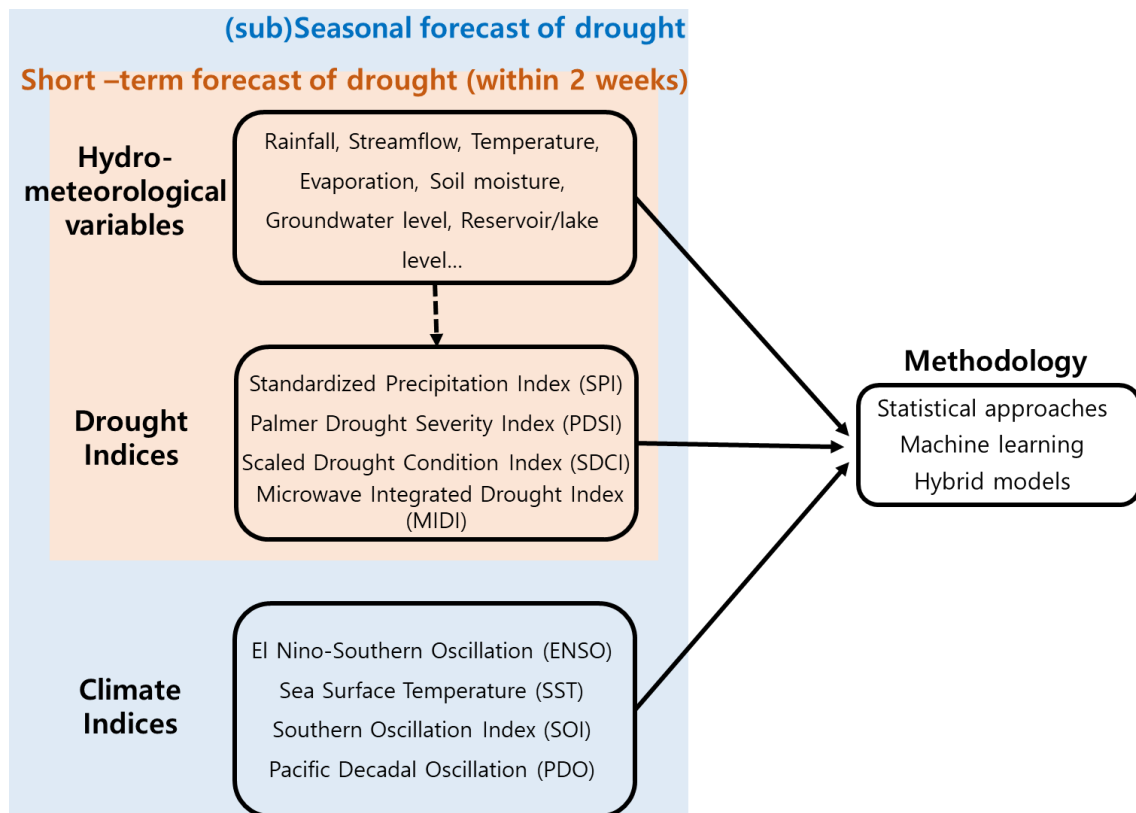 (sub)Seasonal forecast of drought
Short –term forecast of drought (within 2 weeks)
Hydro-
meteorological
variables
Rainfall, Streamflow, Temperature,
Evaporation, Soil moisture,
Groundwater level, Reservoir/lake
level...
Drought
Indices
Standardized Precipitation Index (SPI)
Palmer Drought Severity Index (PDSI)
Scaled Drought Condition Index (SDCI)
Microwave Integrated Drought Index
(MIDI)
Climate
Indices
El Nino-Southern Oscillation (ENSO)
Sea Surface Temperature (SST)
Southern Oscillation Index (SOI)
Pacific Decadal Oscillation (PDO)
Methodology
Statistical approaches
Machine learning
Hybrid models